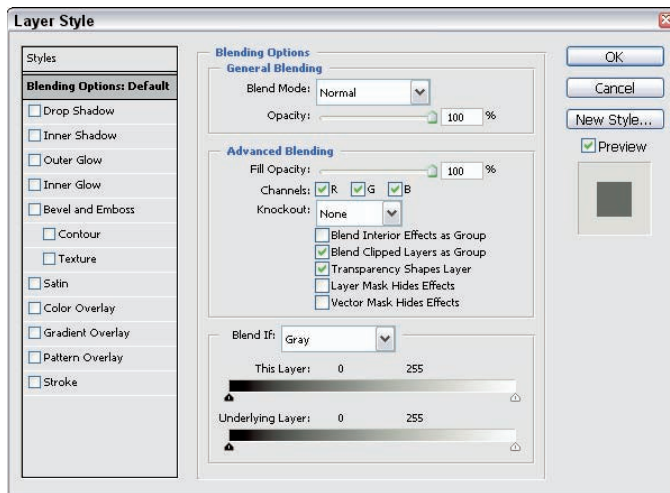 Layer Style
Styles
Blending Options: Default
Drop Shadow
Inner Shadow
Outer Glow
Inner Glow
Bevel and Emboss
Contour
Texture
Satin
Color Overlay
Gradient Overlay
Pattern Overlay
Stroke
Blending Options
General Blending
Blend Mode: Normal
Opacity: 100 %
Advanced Blending
Fill Opacity: 100 %
Channels: R G B
Knockout: None
Blend Interior Effects as Group
Blend Clipped Layers as Group
Transparency Shapes Layer
Layer Mask Hides Effects
Vector Mask Hides Effects
Blend If: Gray
This Layer: 0 255
Underlying Layer: 0 255
OK
Cancel
New Style...
Preview